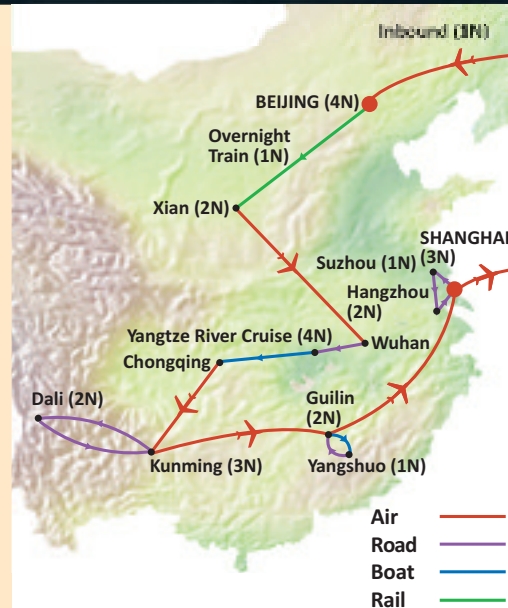 Inbound (1N)
BEIJING (4N)
Overnight
Train (1N)
Xian (2N)
SHANGHAI
(3N)
Suzhou (1N)
Hangzhou
(2N)
Yangtze River Cruise (4N)
Wuhan
Chongqing
Dali (2N)
Guilin
(2N)
Kunming (3N)
Yangshuo (1N)
Air
Road
Boat
Rail